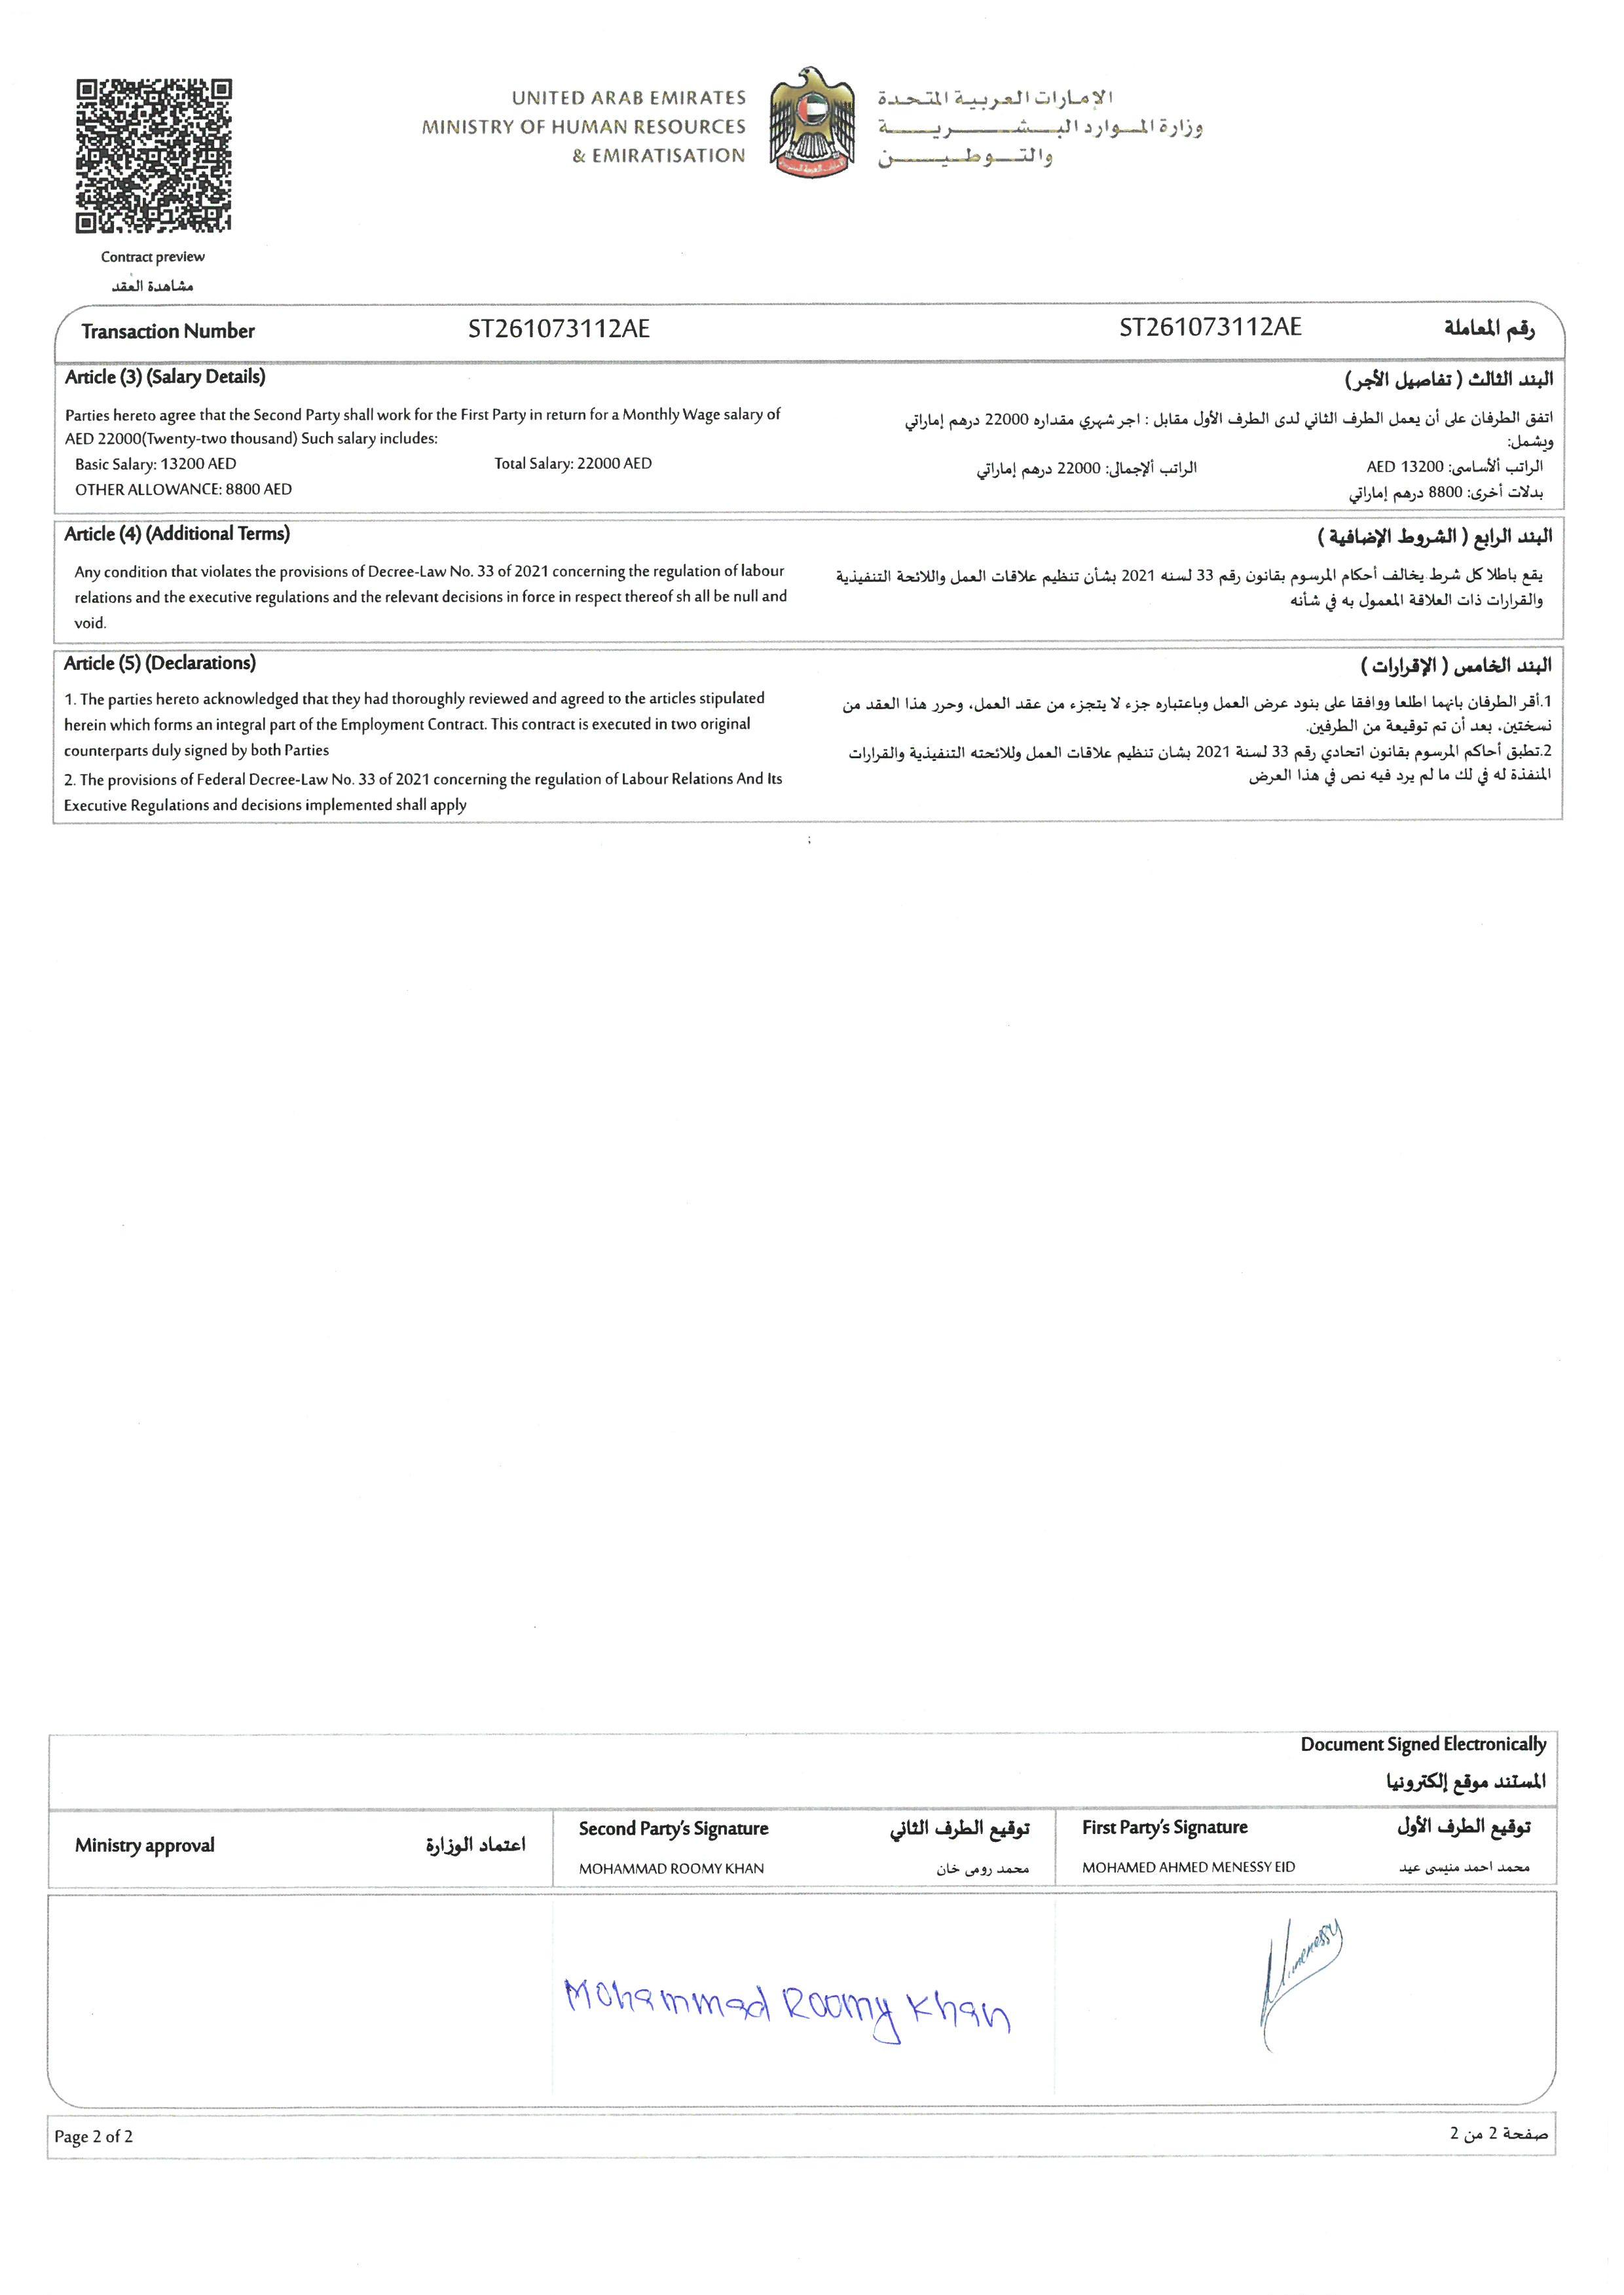 UNITED ARAB EMIRATES
MINISTRY OF HUMAN RESOURCES
& EMIRATISATION
الإمارات العربية المتحدة
وزارة الموارد البشرية
والتوطين
Contract preview
مشاهدة العقد
Transaction Number ST261073112AE ST261073112AE رقم المعاملة
Article (3) (Salary Details)
Parties hereto agree that the Second Party shall work for the First Party in return for a Monthly Wage salary of
AED 22000(Twenty-two thousand) Such salary includes:
Basic Salary: 13200 AED Total Salary: 22000 AED
OTHER ALLOWANCE: 8800 AED
البند الثالث ( تفاصيل الأجر)
اتفق الطرفان على أن يعمل الطرف الثاني لدى الطرف الأول مقابل : اجر شهري مقداره 22000 درهم إماراتي
ويشمل:
الراتب ألأساسى: 13200 AED الراتب ألإجمالى: 22000 درهم إماراتي
بدلات أخرى: 8800 درهم إماراتي
Article (4) (Additional Terms)
Any condition that violates the provisions of Decree-Law No. 33 of 2021 concerning the regulation of labour
relations and the executive regulations and the relevant decisions in force in respect thereof sh all be null and
void.
البند الرابع ( الشروط الإضافية )
يقع باطلا كل شرط يخالف أحكام المرسوم بقانون رقم 33 لسنه 2021 بشأن تنظيم علاقات العمل واللائحة التنفيذية
والقرارات ذات العلاقة المعمول به في شأنه
Article (5) (Declarations)
1. The parties hereto acknowledged that they had thoroughly reviewed and agreed to the articles stipulated
herein which forms an integral part of the Employment Contract. This contract is executed in two original
counterparts duly signed by both Parties
2. The provisions of Federal Decree-Law No. 33 of 2021 concerning the regulation of Labour Relations And Its
Executive Regulations and decisions implemented shall apply
البند الخامس ( الإقرارات )
1.أقر الطرفان بانهما اطلعا ووافقا على بنود عرض العمل وباعتباره جزء لا يتجزء من عقد العمل، وحرر هذا العقد من
نسختين، بعد أن تم توقيعة من الطرفين.
2.تطبق أحاكم المرسوم بقانون اتحادي رقم 33 لسنة 2021 بشان تنظيم علاقات العمل وللائحته التنفيذية والقرارات
المنفذة له في لك ما لم يرد فيه نص في هذا العرض
Document Signed Electronically
المستند موقع إلكترونيا
Ministry approval اعتماد الوزارة
Second Party's Signature توقيع الطرف الثاني
MOHAMMAD ROOMY KHAN محمد رومى خان
First Party's Signature توقيع الطرف الأول
MOHAMED AHMED MENESSY EID محمد احمد منيسى عيد
Mohammad Roomy Khan
Page 2 of 2 صفحة 2 من 2